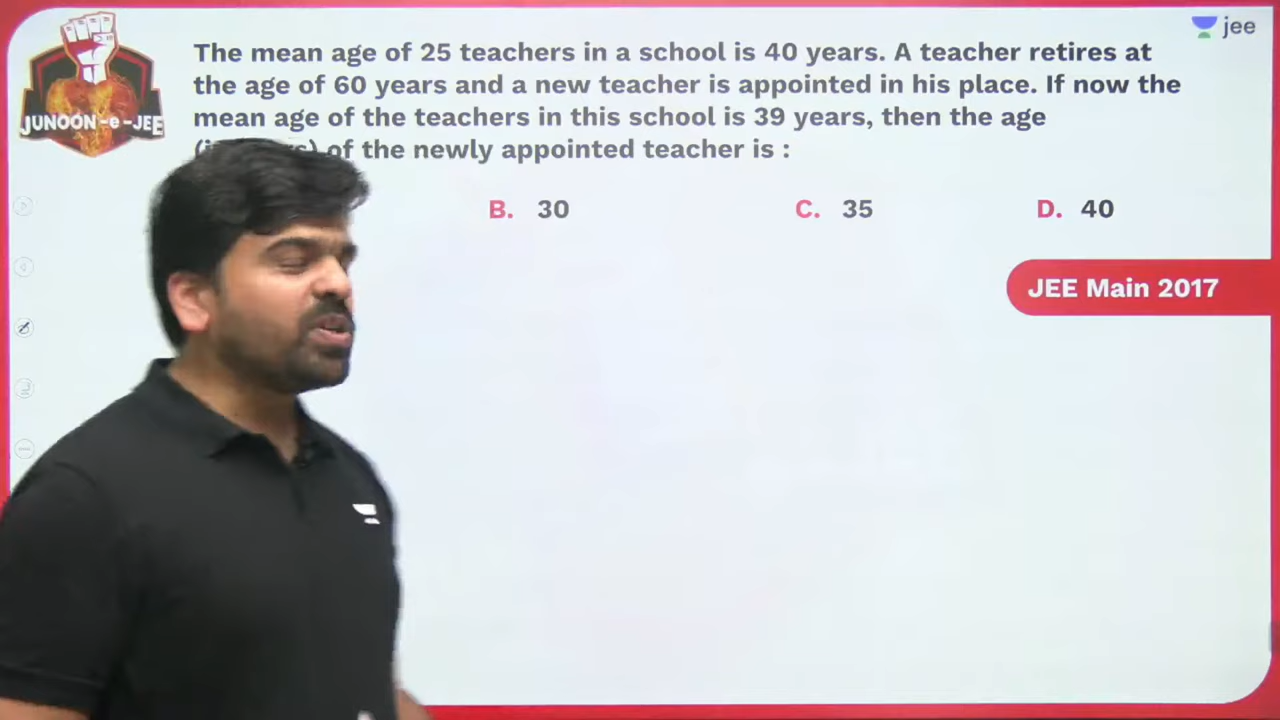 jee
The mean age of 25 teachers in a school is 40 years. A teacher retires at
the age of 60 years and a new teacher is appointed in his place. If now the
mean age of the teachers in this school is 39 years, then the age
of the newly appointed teacher is :
JUNOON-e-JEE
B. 30 C. 35 D. 40
JEE Main 2017